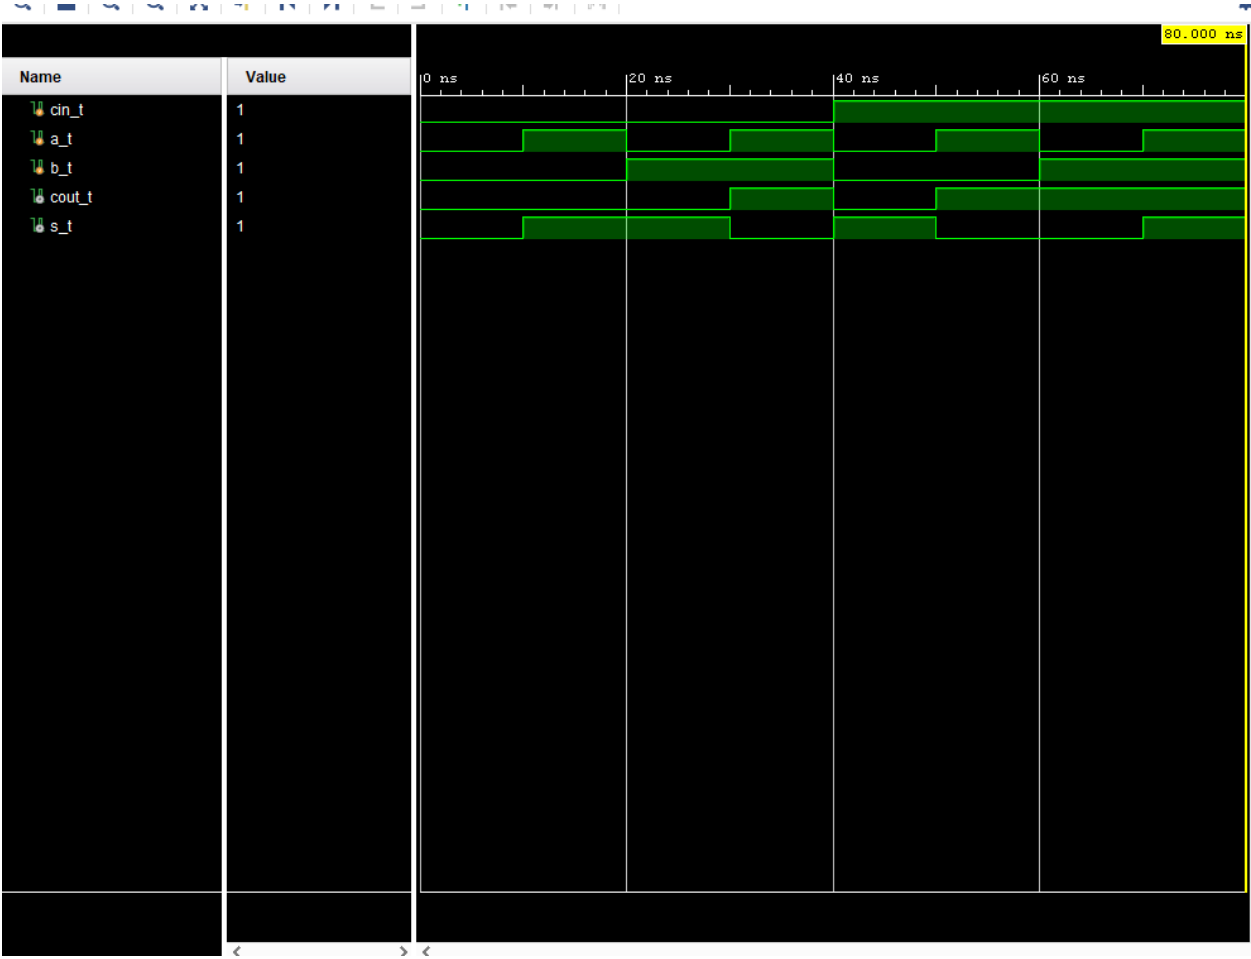 80.000 ns
Name Value 0 ns 20 ns 40 ns 60 ns
cin_t 1
a_t 1
b_t 1
cout_t 1
s_t 1